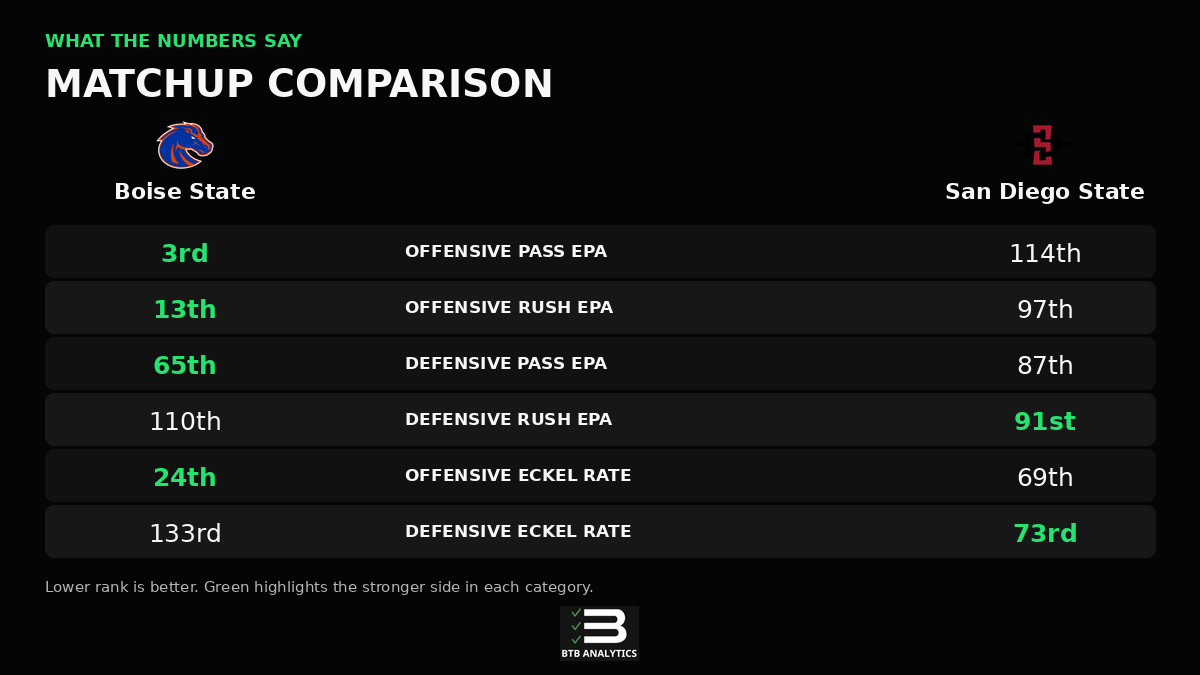 WHAT THE NUMBERS SAY
MATCHUP COMPARISON
Boise State
San Diego State
3rd OFFENSIVE PASS EPA 114th
13th OFFENSIVE RUSH EPA 97th
65th DEFENSIVE PASS EPA 87th
110th DEFENSIVE RUSH EPA 91st
24th OFFENSIVE ECKEL RATE 69th
133rd DEFENSIVE ECKEL RATE 73rd
Lower rank is better. Green highlights the stronger side in each category.
BTB ANALYTICS